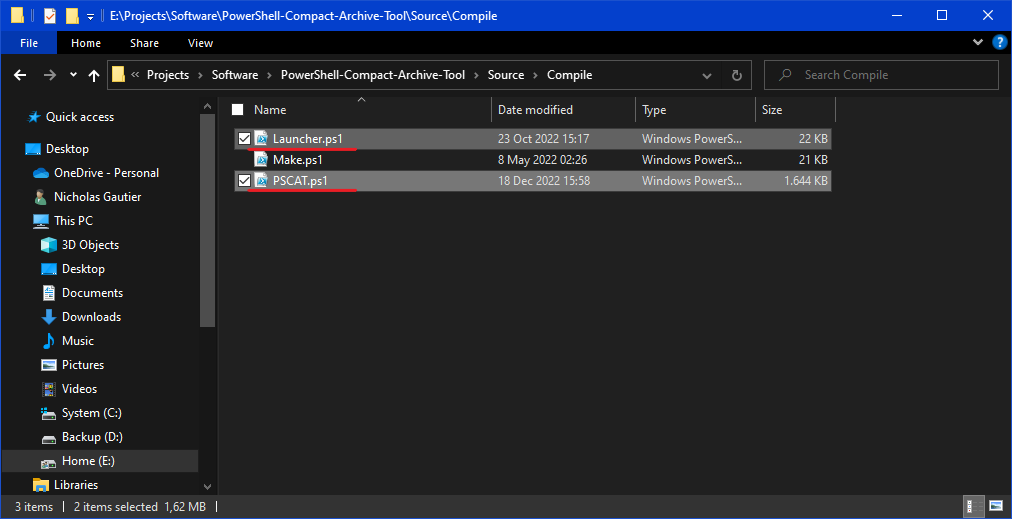 E:\Projects\Software\PowerShell-Compact-Archive-Tool\Source\Compile
File Home Share View
Projects Software PowerShell-Compact-Archive-Tool Source Compile Search Compile
Quick access
Desktop
OneDrive - Personal
Nicholas Gautier
This PC
3D Objects
Desktop
Documents
Downloads
Music
Pictures
Videos
System (C:)
Backup (D:)
Home (E:)
Libraries
Name Date modified Type Size
Launcher.ps1 23 Oct 2022 15:17 Windows PowerS... 22 KB
Make.ps1 8 May 2022 02:26 Windows PowerS... 21 KB
PSCAT.ps1 18 Dec 2022 15:58 Windows PowerS... 1.644 KB
3 items 2 items selected 1,62 MB